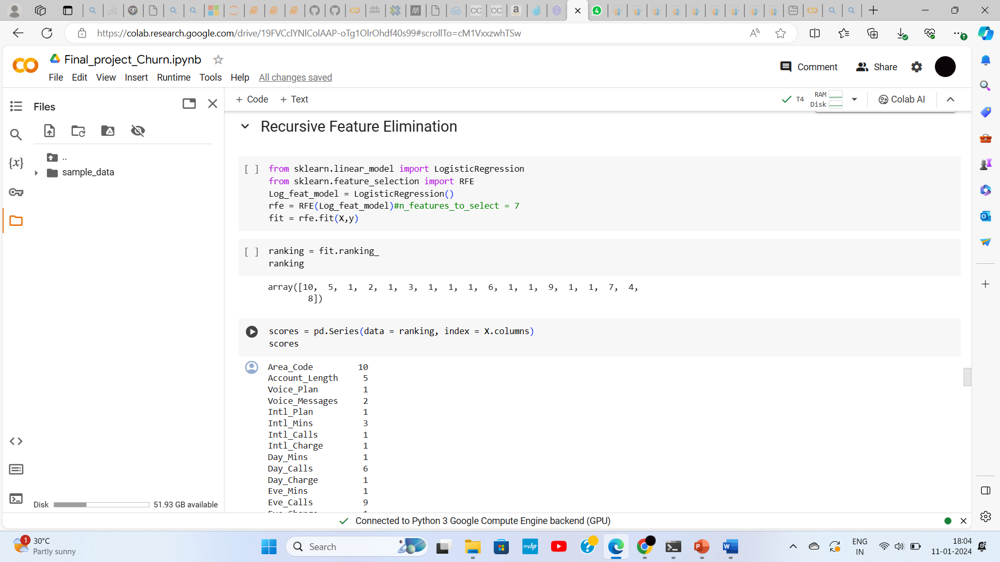 https://colab.research.google.com/drive/19FVCclYNlColAAP-oTg1OlrOhdf40s99#scrollTo=cM1VxxzwhTSw
Final_project_Churn.ipynb
File Edit View Insert Runtime Tools Help All changes saved
Comment Share
Files
+ Code + Text
T4 RAM
Disk
Colab AI
Recursive Feature Elimination
..
sample_data
[ ] from sklearn.linear_model import LogisticRegression
from sklearn.feature_selection import RFE
Log_feat_model = LogisticRegression()
rfe = RFE(Log_feat_model)#n_features_to_select = 7
fit = rfe.fit(X,y)
[ ] ranking = fit.ranking_
ranking
array([10, 5, 1, 2, 1, 3, 1, 1, 1, 6, 1, 1, 9, 1, 1, 7, 4,
8])
scores = pd.Series(data = ranking, index = X.columns)
scores
Area_Code 10
Account_Length 5
Voice_Plan 1
Voice_Messages 2
Intl_Plan 1
Intl_Mins 3
Intl_Calls 1
Intl_Charge 1
Day_Mins 1
Day_Calls 6
Day_Charge 1
Eve_Mins 1
Eve_Calls 9
Disk 51.93 GB available
Connected to Python 3 Google Compute Engine backend (GPU)
1
30°C
Partly sunny
Search
myhp
ENG
IN
18:04
11-01-2024